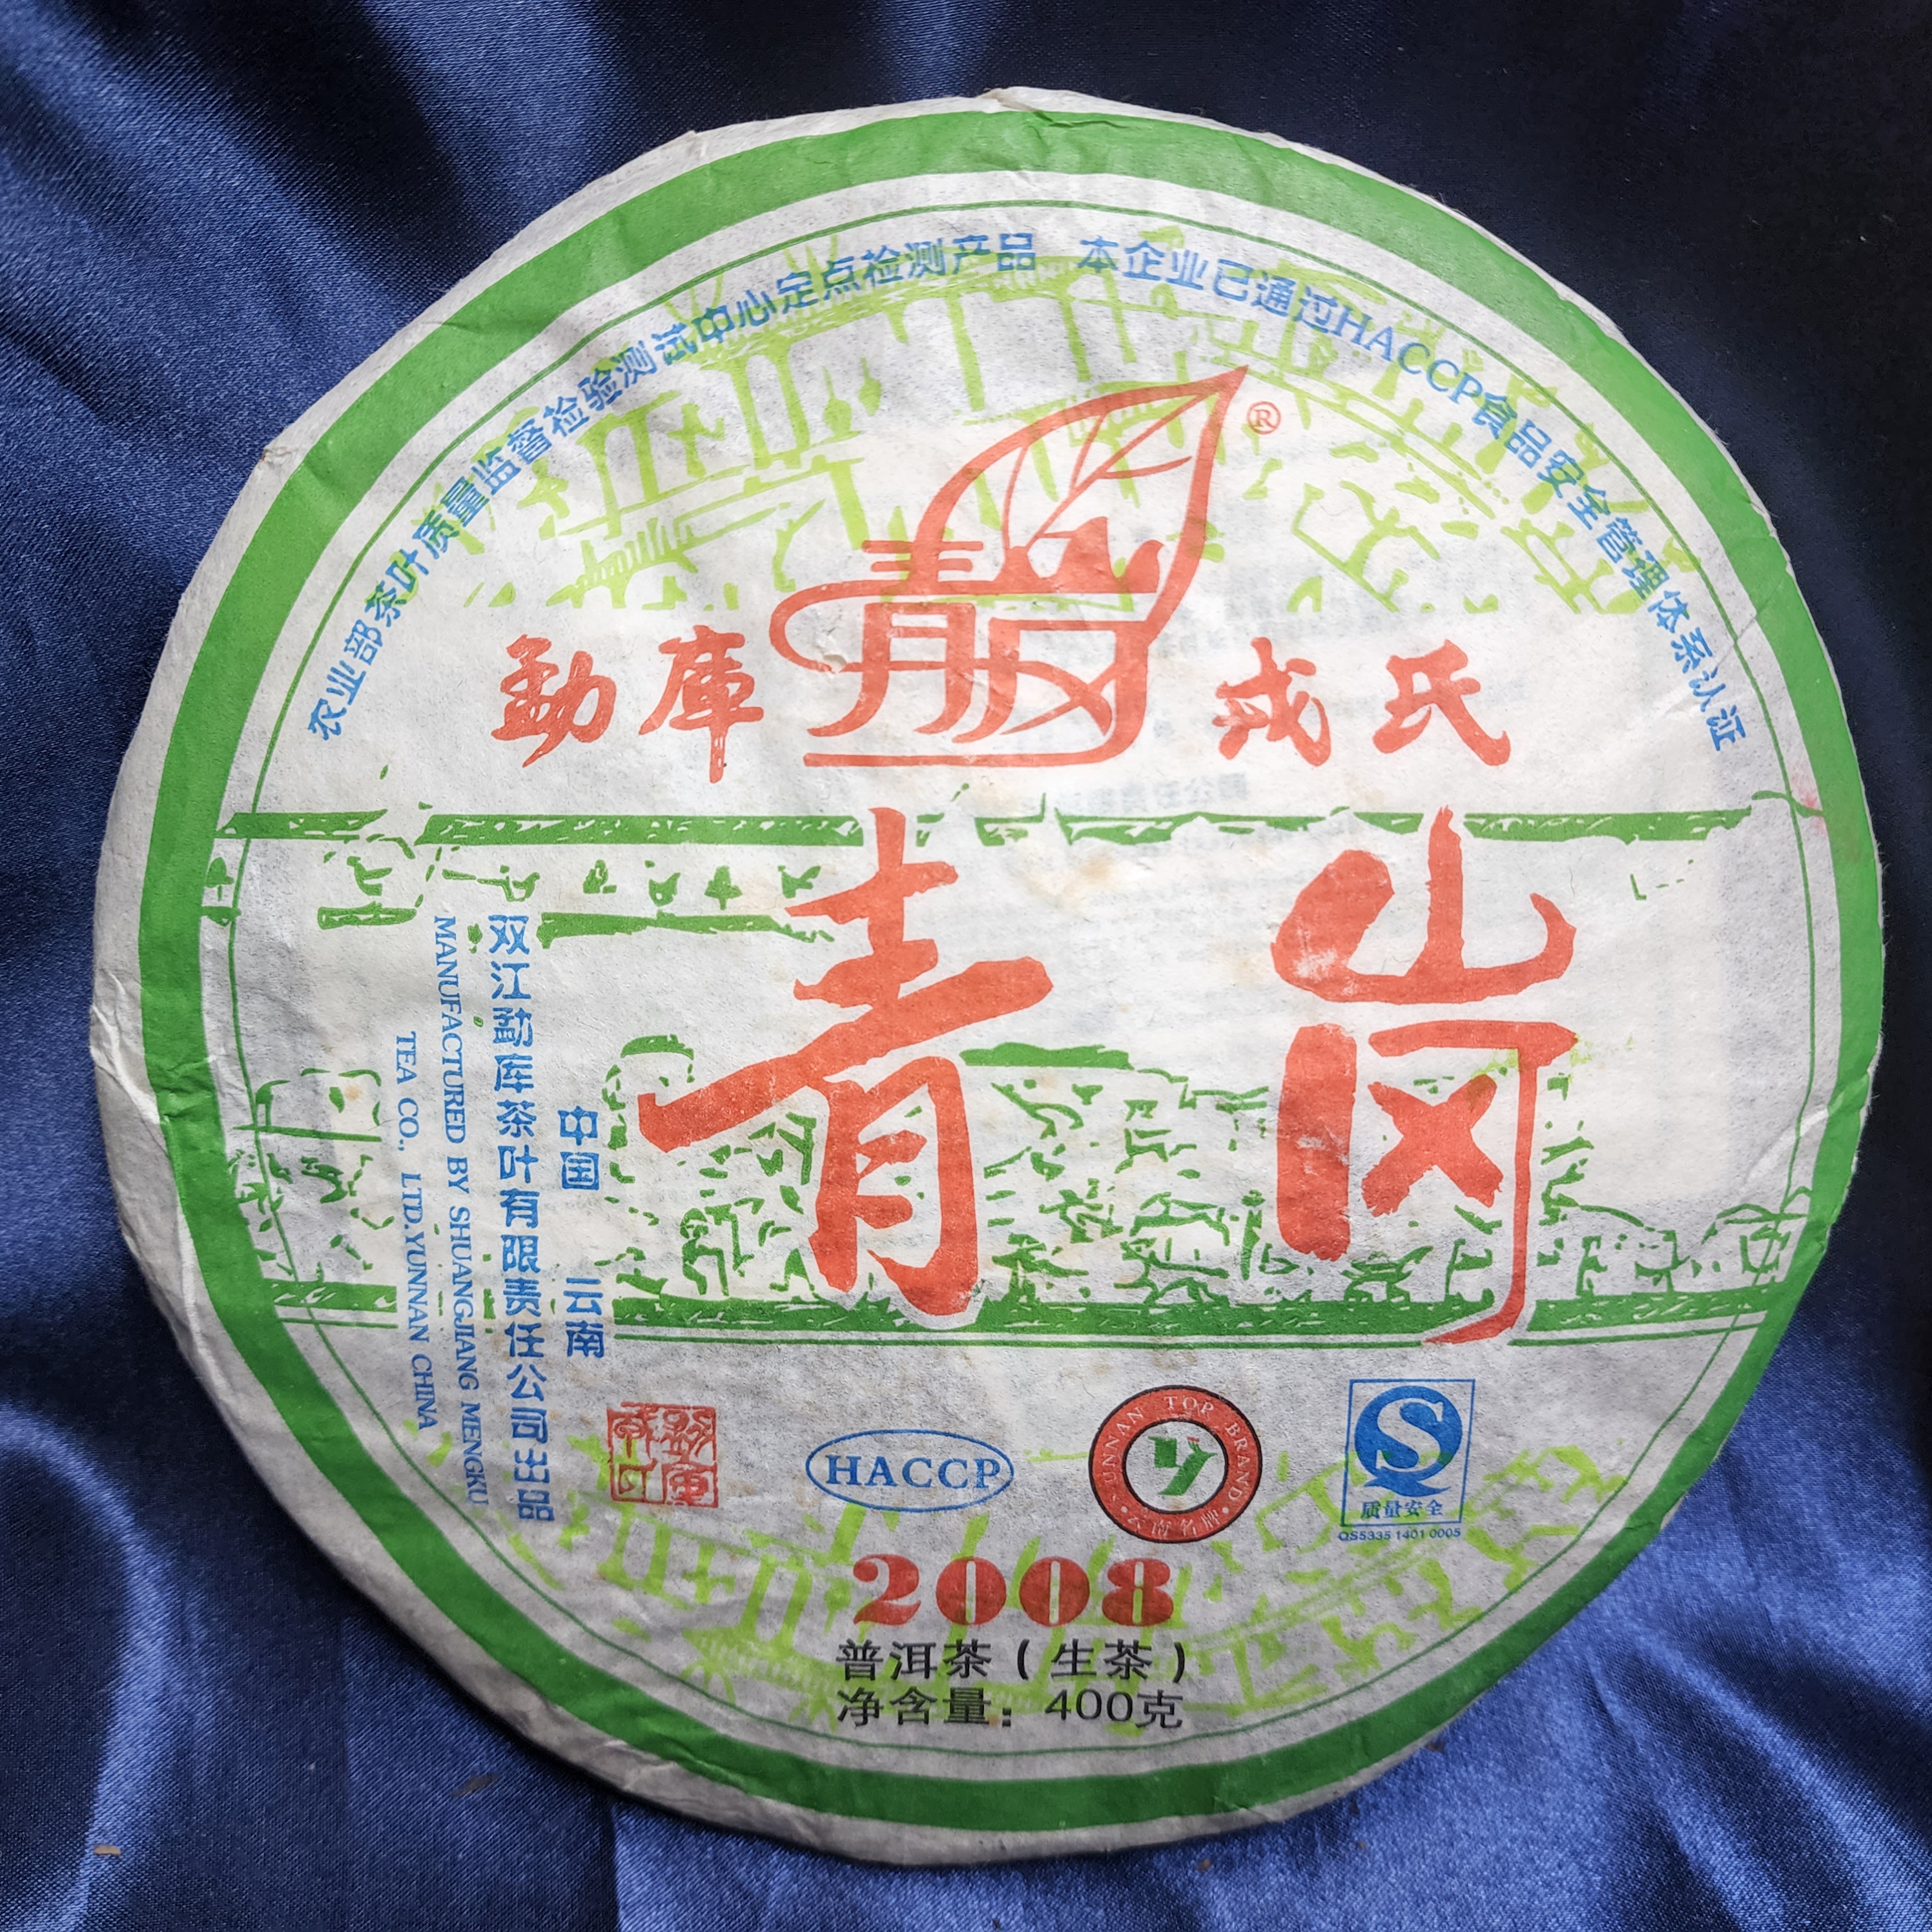 农业部茶叶质量监督检验测试中心定点检测产品 本企业已通过HACCP食品安全管理体系认证
®
勐库 戎氏
青岗
中国 云南
双江勐库茶叶有限责任公司出品
MANUFACTURED BY SHUANGJIANG MENGKU
TEA CO., LTD.YUNNAN CHINA
HACCP
YUNNAN TOP BRAND
云南名牌
质量安全
QS5335 1401 0005
2008
普洱茶（生茶）
净含量：400克